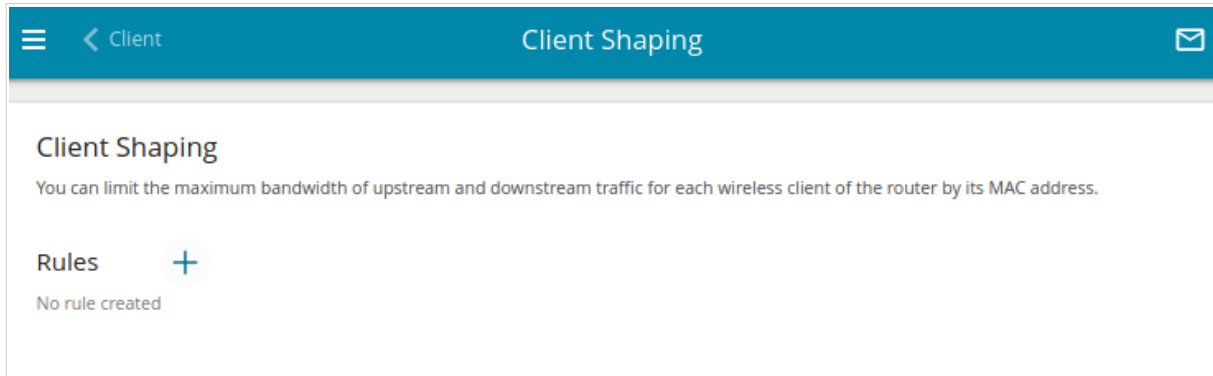 Client
Client Shaping
Client Shaping
You can limit the maximum bandwidth of upstream and downstream traffic for each wireless client of the router by its MAC address.
Rules
No rule created